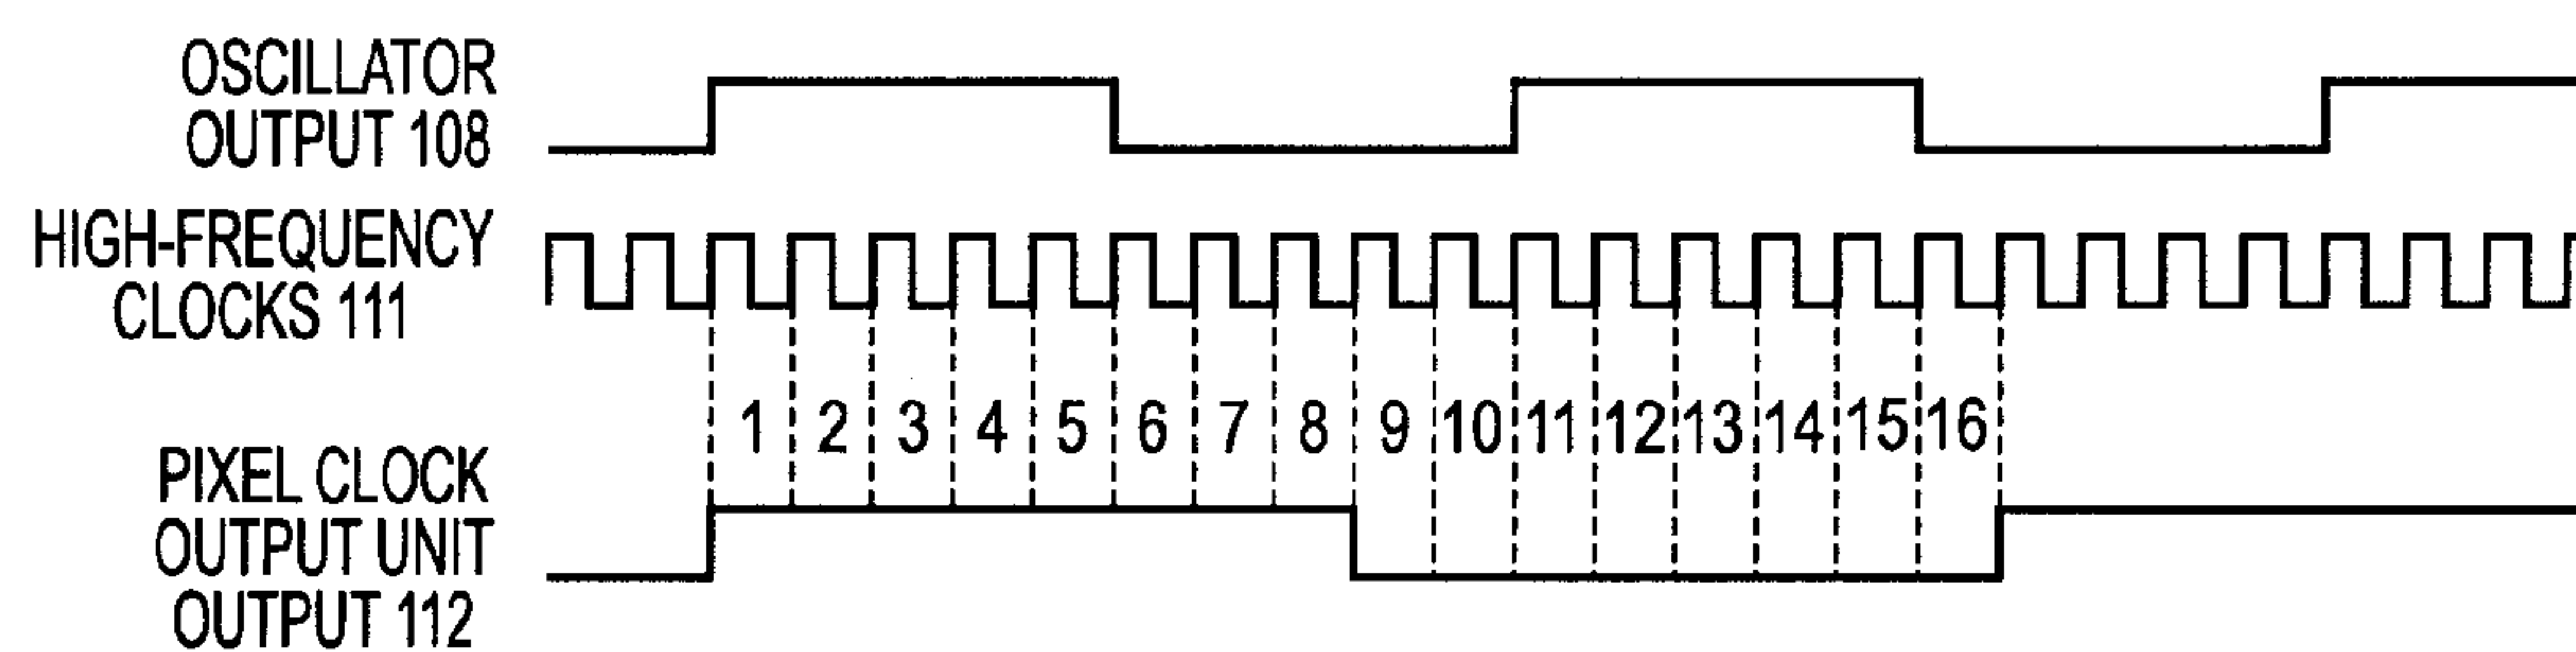 OSCILLATOR
OUTPUT 108
HIGH-FREQUENCY
CLOCKS 111
1 2 3 4 5 6 7 8 9 10 11 12 13 14 15 16
PIXEL CLOCK
OUTPUT UNIT
OUTPUT 112